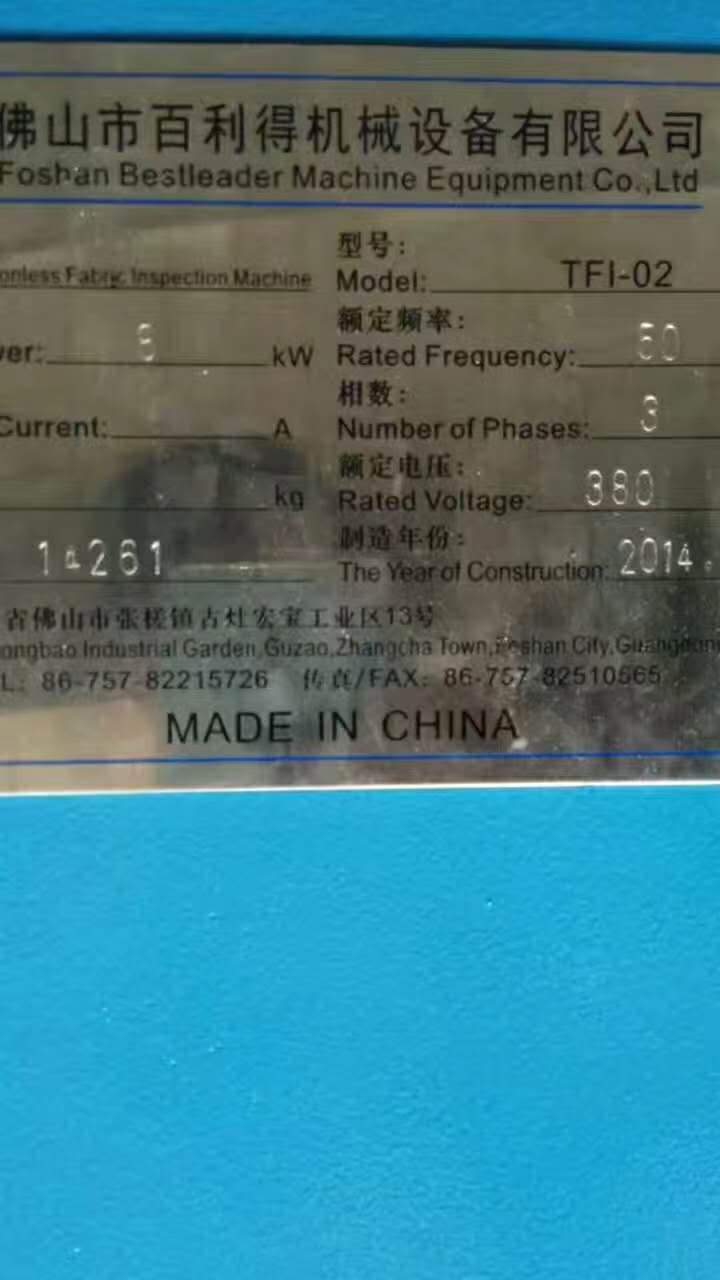 佛山市百利得机械设备有限公司
Foshan Bestleader Machine Equipment Co.,Ltd
型号:
onless Fabric Inspection Machine Model: TFI-02
额定频率:
wer: kW Rated Frequency: 50
相数:
Current: A Number of Phases: 3
额定电压:
kg Rated Voltage: 380
制造年份:
14261 The Year of Construction: 2014.
省佛山市张槎镇古灶宏宝工业区13号
ongbao Industrial Garden,Guzao,Zhangcha Town,Foshan City,Guangdong
L: 86-757-82215726 传真/FAX: 86-757-82510565
MADE IN CHINA